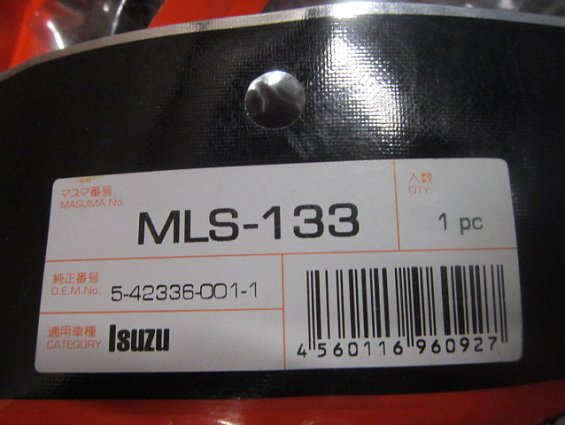 マスマ番号
MASUMA No.
MLS-133
入数
QTY
1 pc
純正番号
O.E.M.No.
5-42336-001-1
適用車種
CATEGORY
Isuzu
4 560116 960927